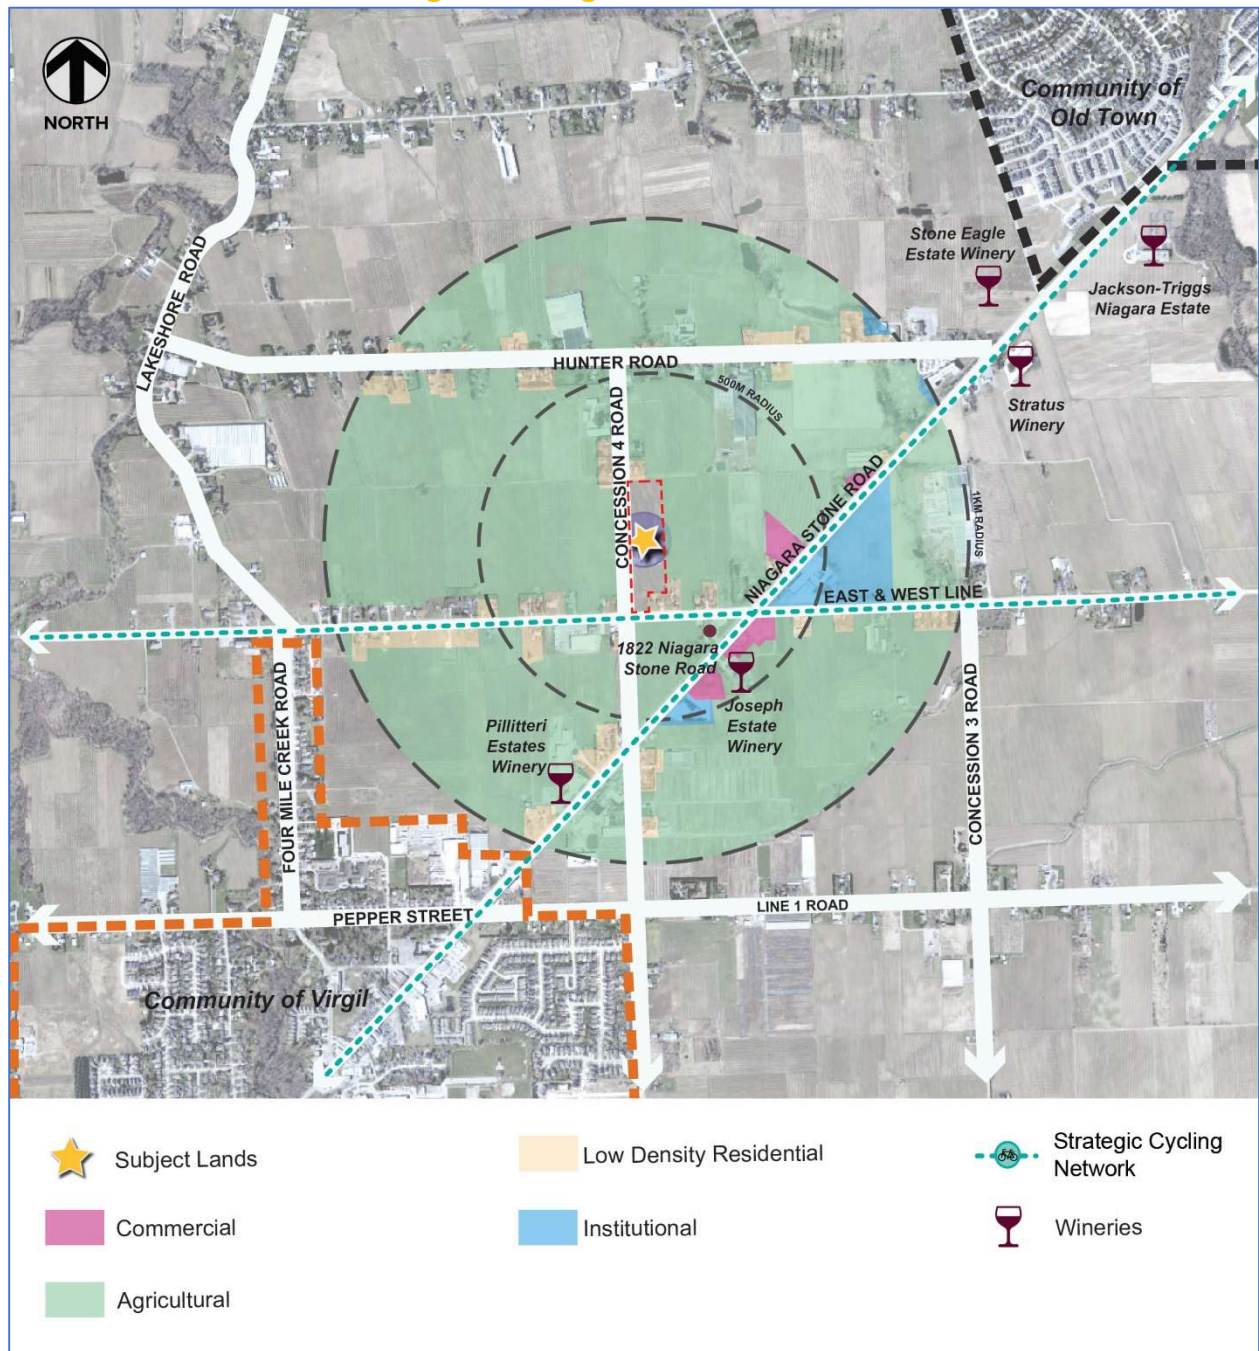 NORTH
Community of
Old Town
LAKESHORE ROAD
Stone Eagle
Estate Winery
Jackson-Triggs
Niagara Estate
HUNTER ROAD
500M RADIUS
Stratus
Winery
CONCESSION 4 ROAD
NIAGARA STONE ROAD
1KM RADIUS
EAST & WEST LINE
1822 Niagara
Stone Road
Joseph
Estate
Winery
Pillitteri
Estates
Winery
FOUR MILE CREEK ROAD
CONCESSION 3 ROAD
PEPPER STREET
LINE 1 ROAD
Community of Virgil
Subject Lands
Low Density Residential
Strategic Cycling
Network
Commercial
Institutional
Wineries
Agricultural